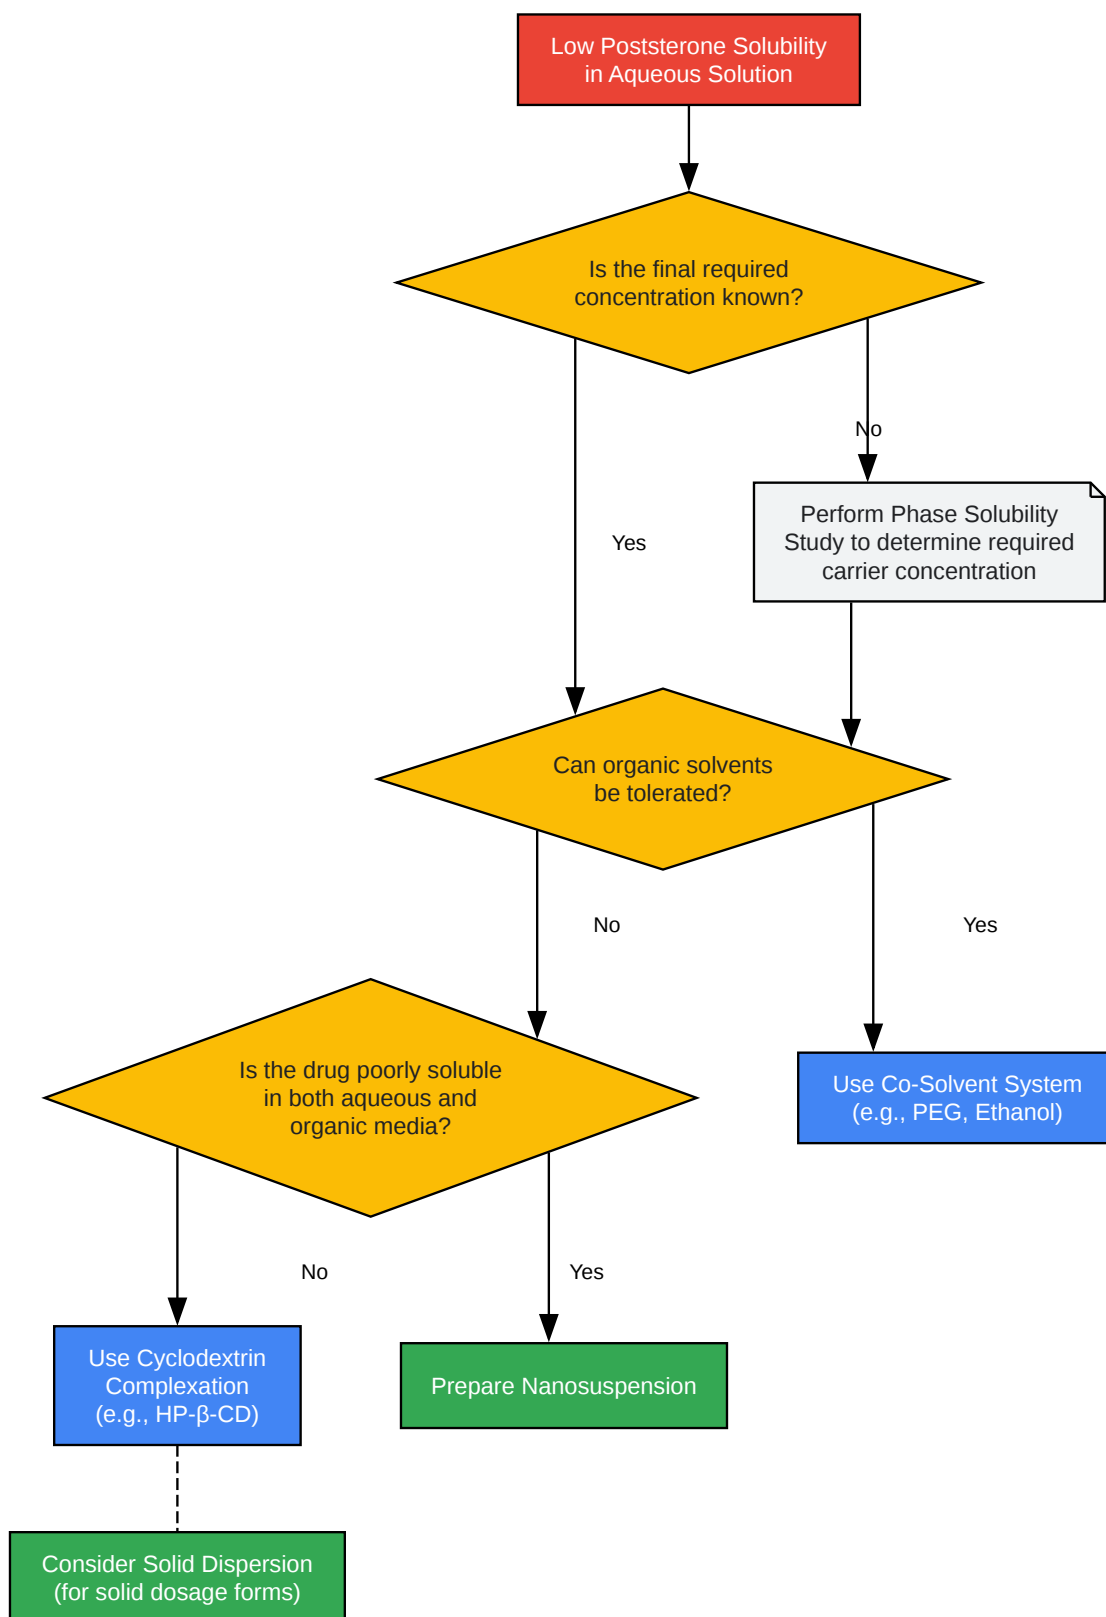 Low Poststerone Solubility
in Aqueous Solution
Is the final required
concentration known?
No
Perform Phase Solubility
Study to determine required
carrier concentration
Yes
Can organic solvents
be tolerated?
No
Yes
Is the drug poorly soluble
in both aqueous and
organic media?
Use Co-Solvent System
(e.g., PEG, Ethanol)
No
Yes
Use Cyclodextrin
Complexation
(e.g., HP-β-CD)
Prepare Nanosuspension
Consider Solid Dispersion
(for solid dosage forms)